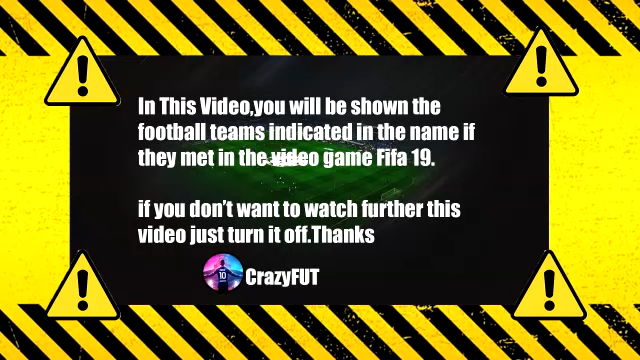 In This Video,you will be shown the
football teams indicated in the name if
they met in the video game Fifa 19.
if you don't want to watch further this
video just turn it off.Thanks
10
CrazyFUT